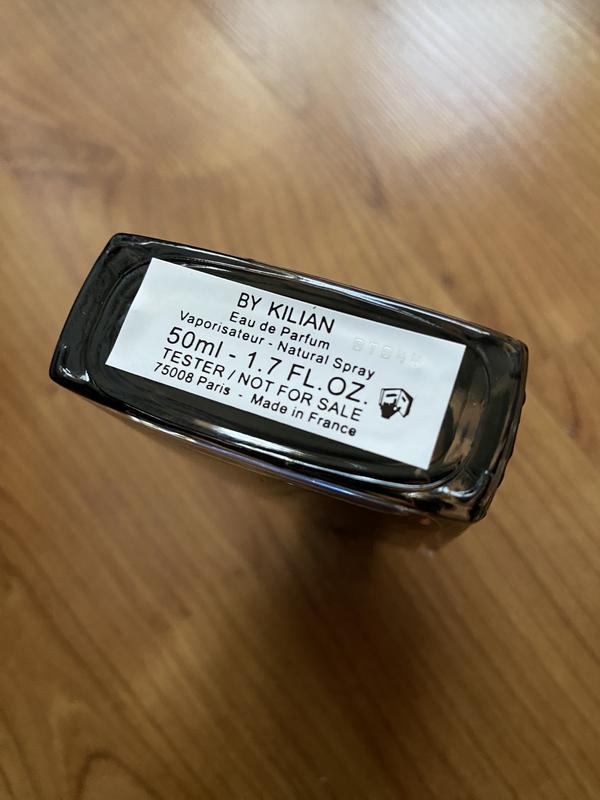 BY KILIAN
Eau de Parfum
Vaporisateur - Natural Spray
50ml - 1.7 FL.OZ.
TESTER / NOT FOR SALE
75008 Paris - Made in France